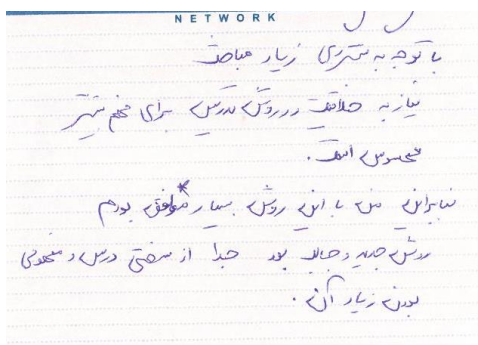 NETWORK
با توجه به گستردگی زیاد مباحث
نیاز به خلاقیت در روش تدریس برای فهم بهتر
محسوس است.
بنابراین من با این روش بسیار موافق بودم
روش جدید و جالب بود جدا از سختی درس و مفهومی
بودن زیاد آن.